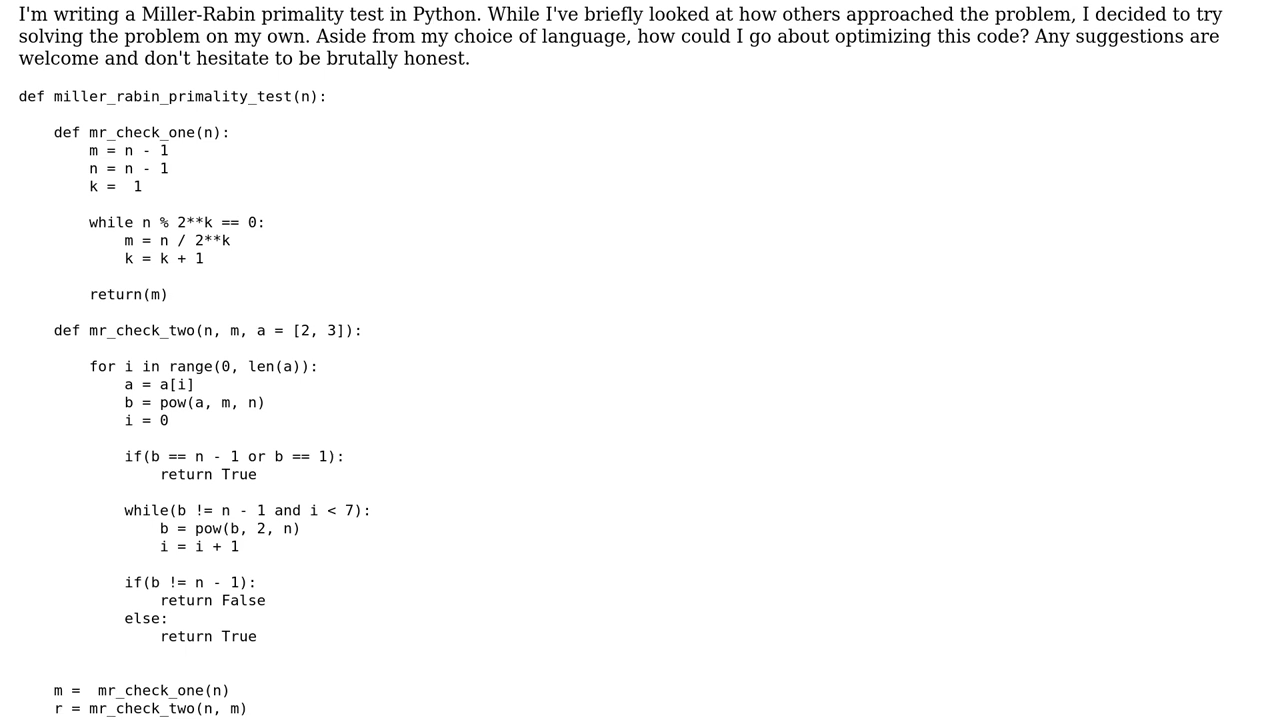 I'm writing a Miller-Rabin primality test in Python. While I've briefly looked at how others approached the problem, I decided to try
solving the problem on my own. Aside from my choice of language, how could I go about optimizing this code? Any suggestions are
welcome and don't hesitate to be brutally honest.
def miller_rabin_primality_test(n):
    def mr_check_one(n):
        m = n - 1
        n = n - 1
        k =  1
        while n % 2**k == 0:
            m = n / 2**k
            k = k + 1
        return(m)
    def mr_check_two(n, m, a = [2, 3]):
        for i in range(0, len(a)):
            a = a[i]
            b = pow(a, m, n)
            i = 0
            if(b == n - 1 or b == 1):
                return True
            while(b != n - 1 and i < 7):
                b = pow(b, 2, n)
                i = i + 1
            if(b != n - 1):
                return False
            else:
                return True
    m =  mr_check_one(n)
    r = mr_check_two(n, m)